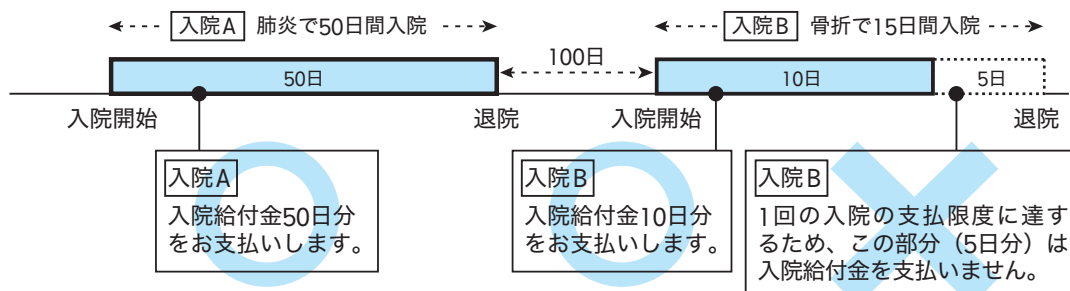 入院A 肺炎で50日間入院
入院B 骨折で15日間入院
50日
100日
10日
5日
入院開始
退院
入院開始
退院
入院A
入院給付金50日分
をお支払いします。
入院B
入院給付金10日分
をお支払いします。
入院B
1回の入院の支払限度に達す
るため、この部分（5日分）は
入院給付金を支払いません。